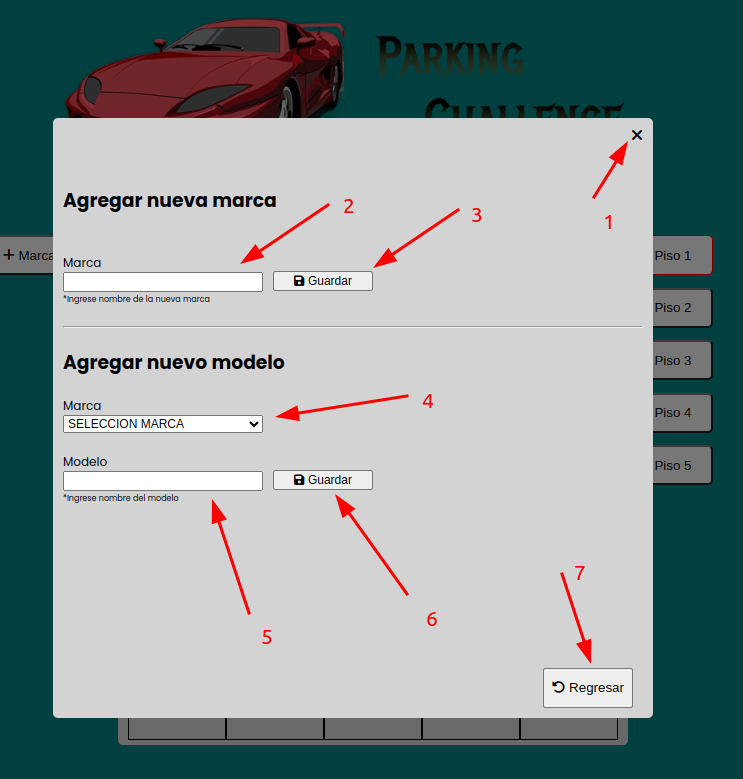 PARKING
CHALLENGE
1
Agregar nueva marca
2
3
+ Marca
Marca
Guardar
*Ingrese nombre de la nueva marca
Piso 1
Piso 2
Agregar nuevo modelo
Piso 3
Marca
4
SELECCION MARCA
Piso 4
Modelo
Guardar
*Ingrese nombre del modelo
Piso 5
7
6
5
Regresar